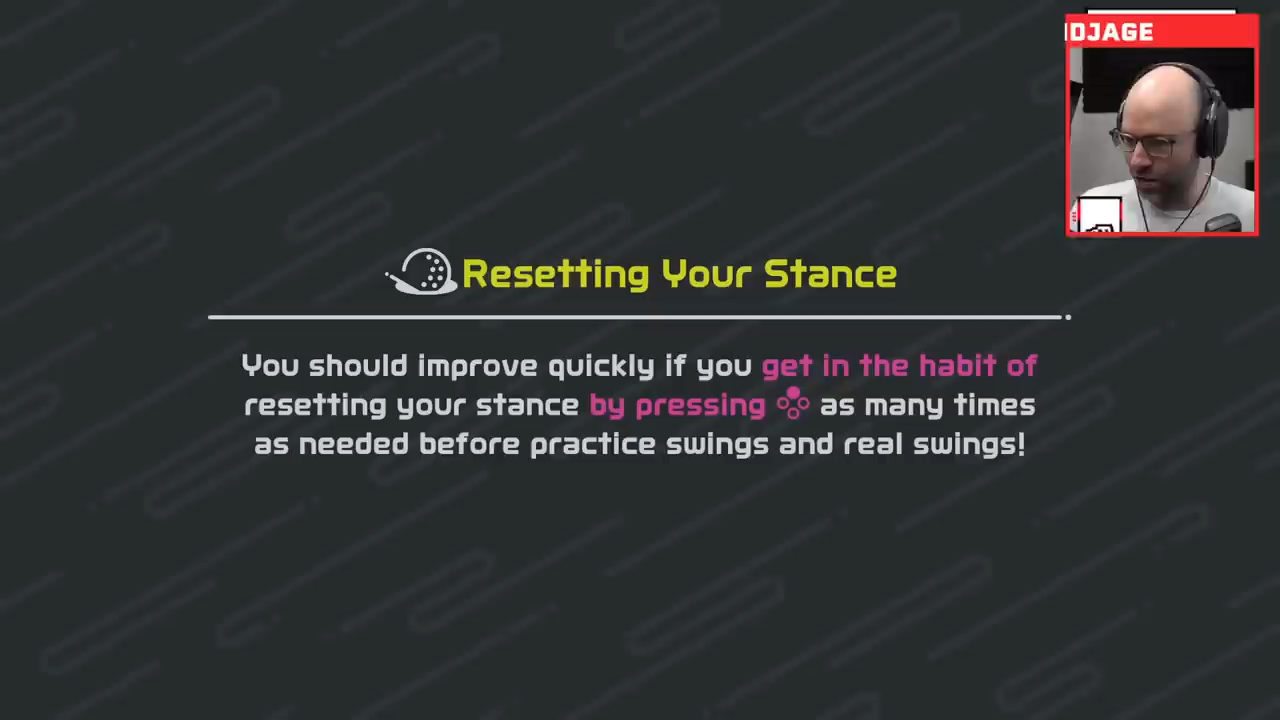 IDJAGE
Resetting Your Stance
You should improve quickly if you get in the habit of
resetting your stance by pressing as many times
as needed before practice swings and real swings!